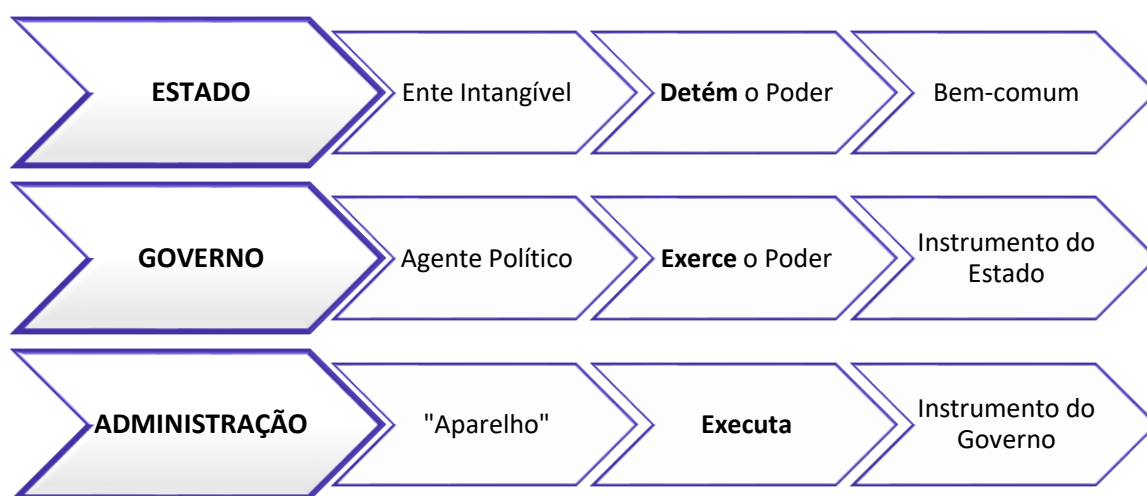 ESTADO
Ente Intangível
Detém o Poder
Bem-comum
GOVERNO
Agente Político
Exerce o Poder
Instrumento do
Estado
ADMINISTRAÇÃO
"Aparelho"
Executa
Instrumento do
Governo